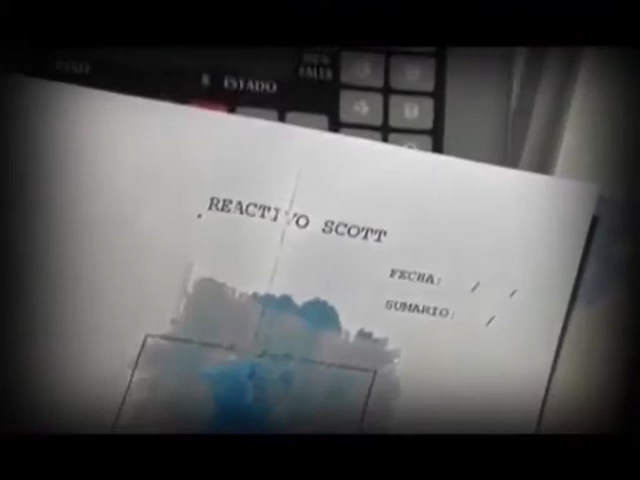 ESTADO
REACTIVO SCOTT
FECHA: / /
SUMARIO: /